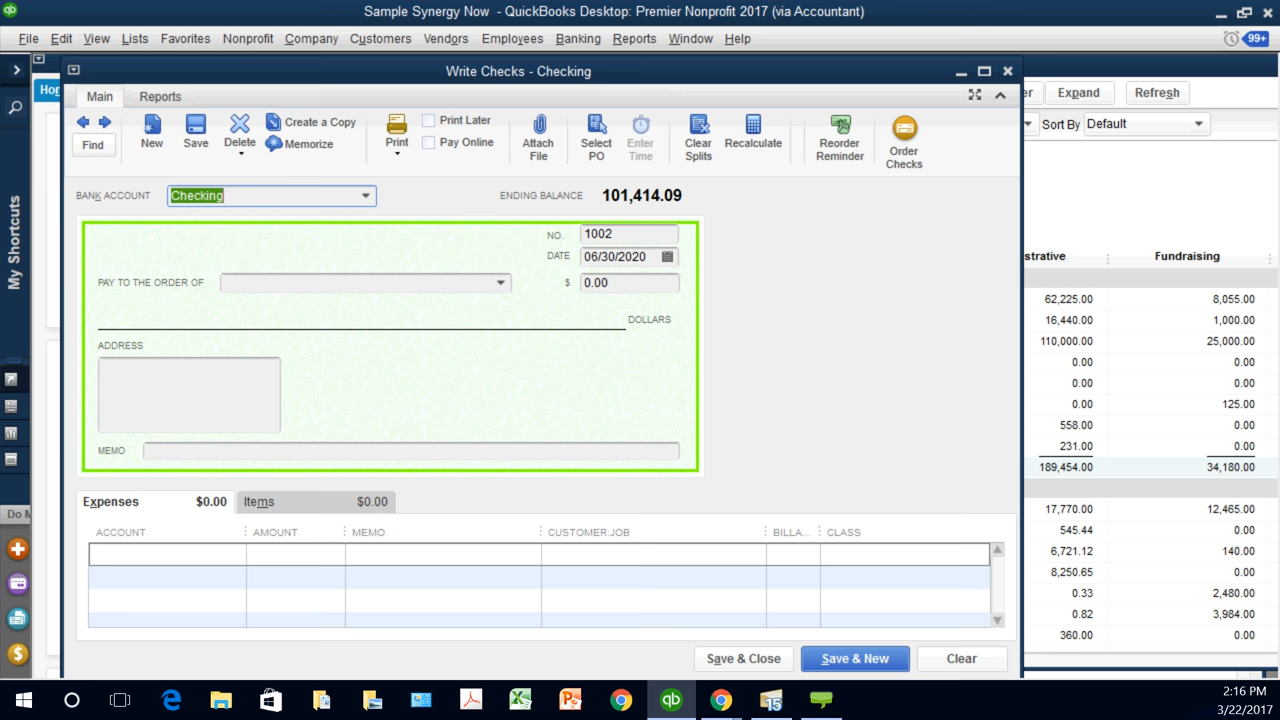 Sample Synergy Now - QuickBooks Desktop: Premier Nonprofit 2017 (via Accountant)
File Edit View Lists Favorites Nonprofit Company Customers Vendors Employees Banking Reports Window Help
99+
Write Checks - Checking
Main Reports
Expand Refresh
Sort By Default
Find
New
Save
Delete
Create a Copy
Memorize
Print
Print Later
Pay Online
Attach File
Select PO
Enter Time
Clear Splits
Recalculate
Reorder Reminder
Order Checks
BANK ACCOUNT Checking ENDING BALANCE 101,414.09
NO. 1002
DATE 06/30/2020
PAY TO THE ORDER OF $ 0.00
DOLLARS
ADDRESS
MEMO
Expenses $0.00 Items $0.00
ACCOUNT AMOUNT MEMO CUSTOMER:JOB BILLA... CLASS
Save & Close Save & New Clear
My Shortcuts
strative Fundraising
62,225.00 8,055.00
16,440.00 1,000.00
110,000.00 25,000.00
0.00 0.00
0.00 0.00
0.00 125.00
558.00 0.00
231.00 0.00
189,454.00 34,180.00
17,770.00 12,465.00
545.44 0.00
6,721.12 140.00
8,250.65 0.00
0.33 2,480.00
0.82 3,984.00
360.00 0.00
2:16 PM
3/22/2017